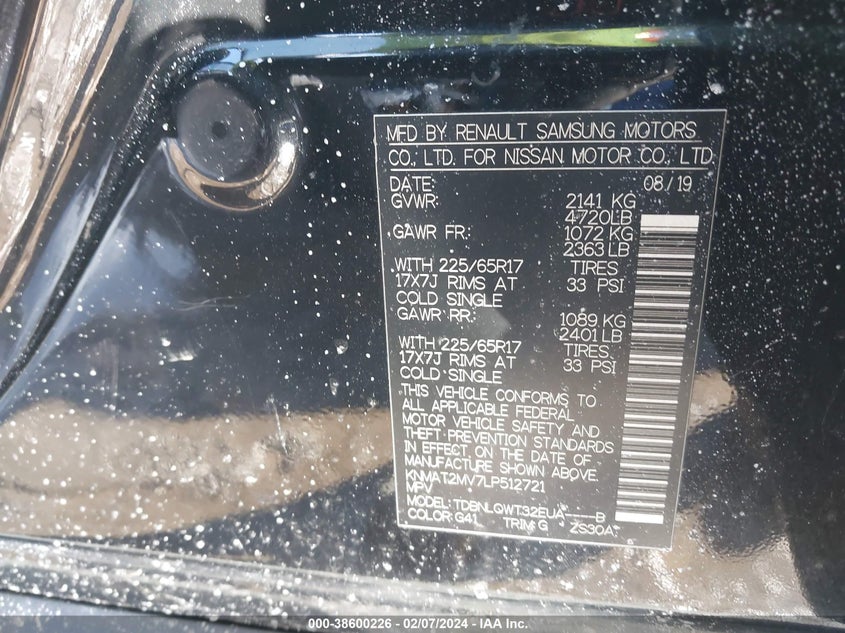 MFD BY RENAULT SAMSUNG MOTORS
CO., LTD. FOR NISSAN MOTOR CO., LTD.
DATE: 08/19
GVWR: 2141 KG
4720LB
GAWR FR: 1072 KG
2363 LB
WITH 225/65R17 TIRES
17X7J RIMS AT 33 PSI
COLD SINGLE
GAWR RR: 1089 KG
2401 LB
WITH 225/65R17 TIRES,
17X7J RIMS AT 33 PSI
COLD SINGLE
THIS VEHICLE CONFORMS TO
ALL APPLICABLE FEDERAL
MOTOR VEHICLE SAFETY AND
THEFT PREVENTION STANDARDS
IN EFFECT ON THE DATE OF
MANUFACTURE SHOWN ABOVE.
KNMAT2MV7LP512721
MPV
MODEL: TDBNLQWT32EUA-----B
COLOR: G41 TRIM: G ZS30A
000-38600226 - 02/07/2024 - IAA Inc.